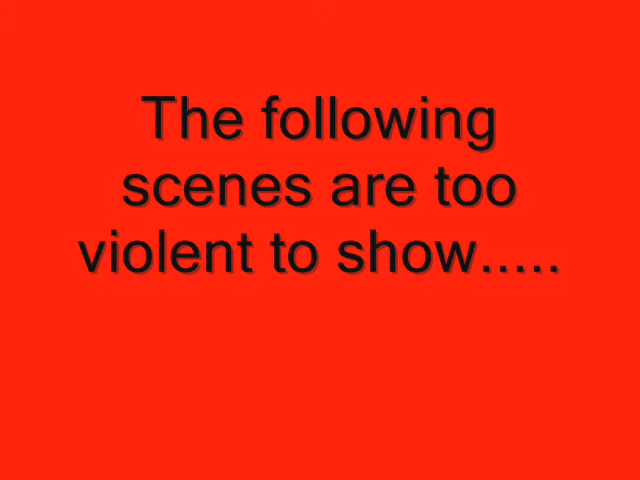 The following
scenes are too
violent to show.....